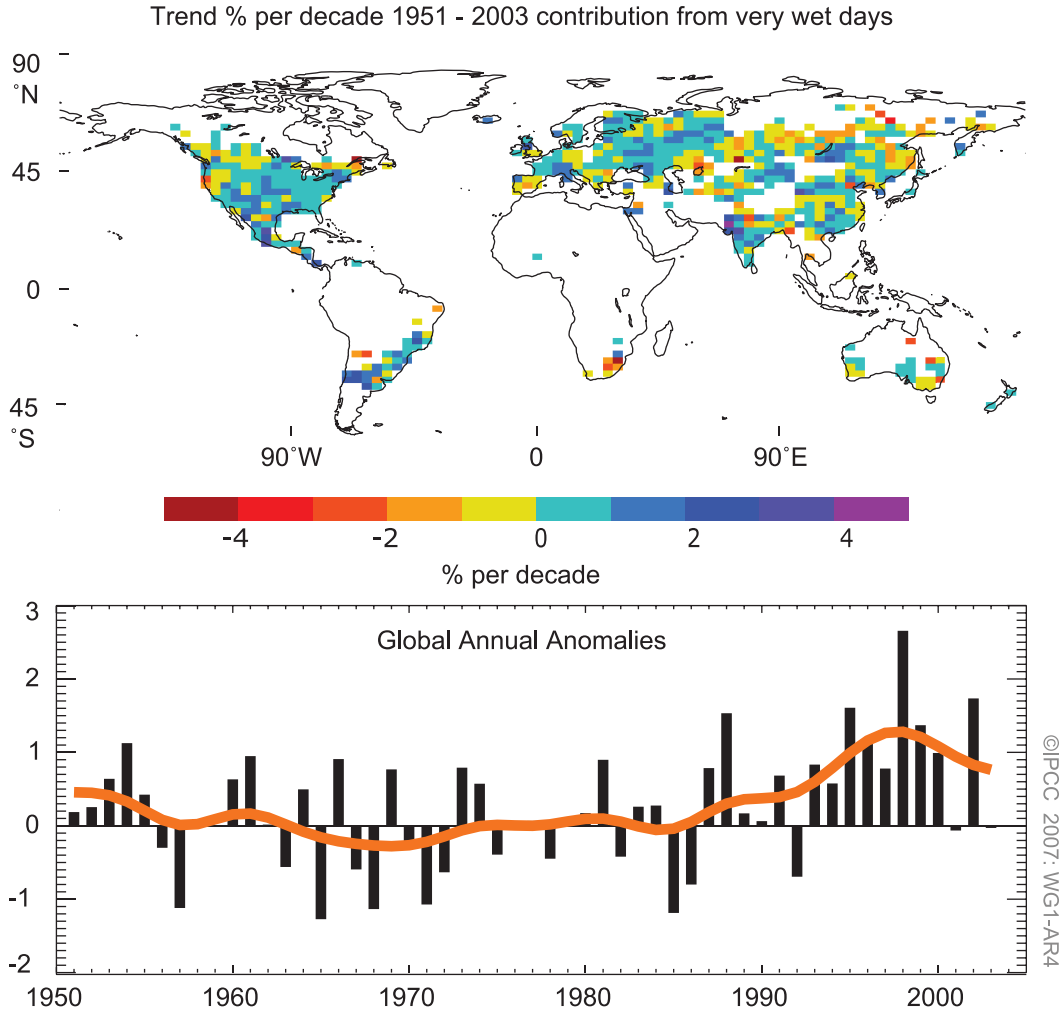 Trend % per decade 1951 - 2003 contribution from very wet days
90
˚N
45
0
45
˚S
90˚W 0 90˚E
-4 -2 0 2 4
% per decade
Global Annual Anomalies
3
2
1
0
-1
-2
1950 1960 1970 1980 1990 2000
©IPCC 2007: WG1-AR4